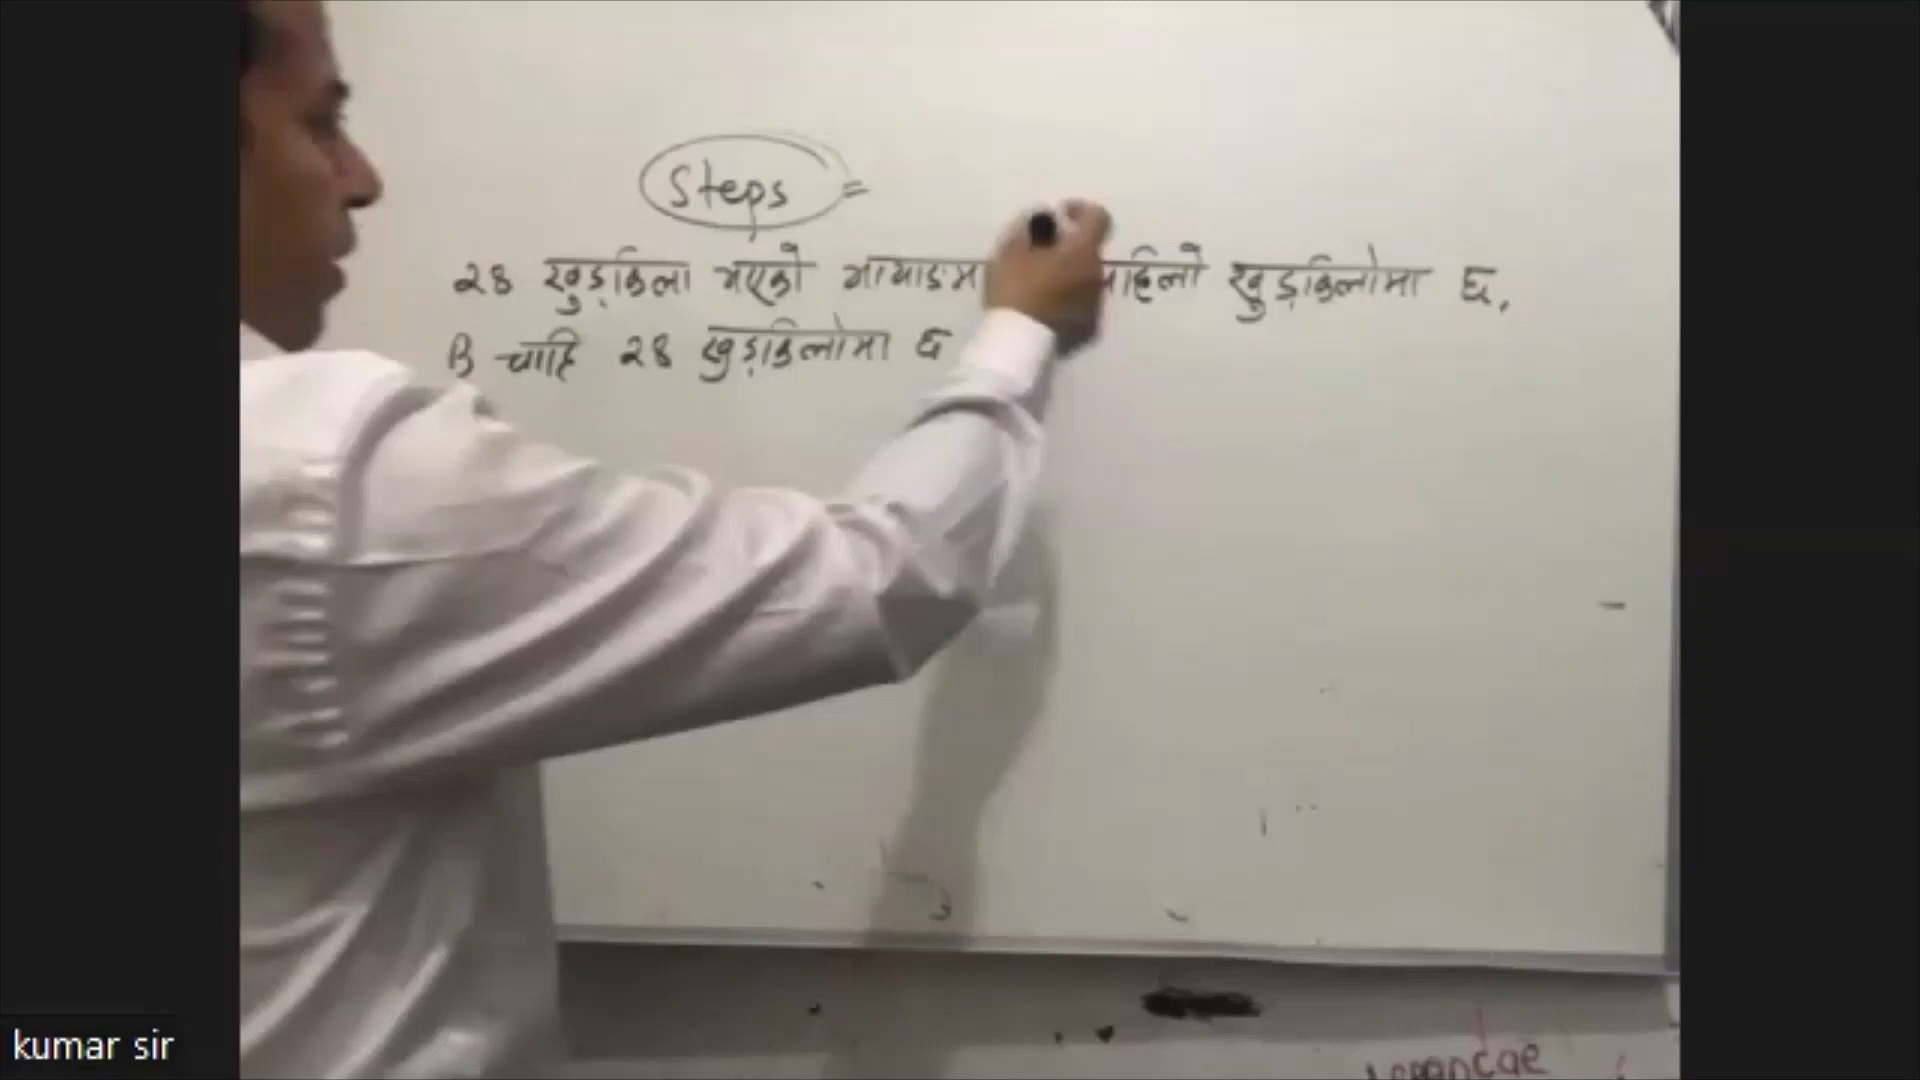 Steps =
२४ खुड्किला भएको मा पहिलो खुड्किलोमा छ.
B चाहि २४ खुड्किलोमा छ
kumar sir